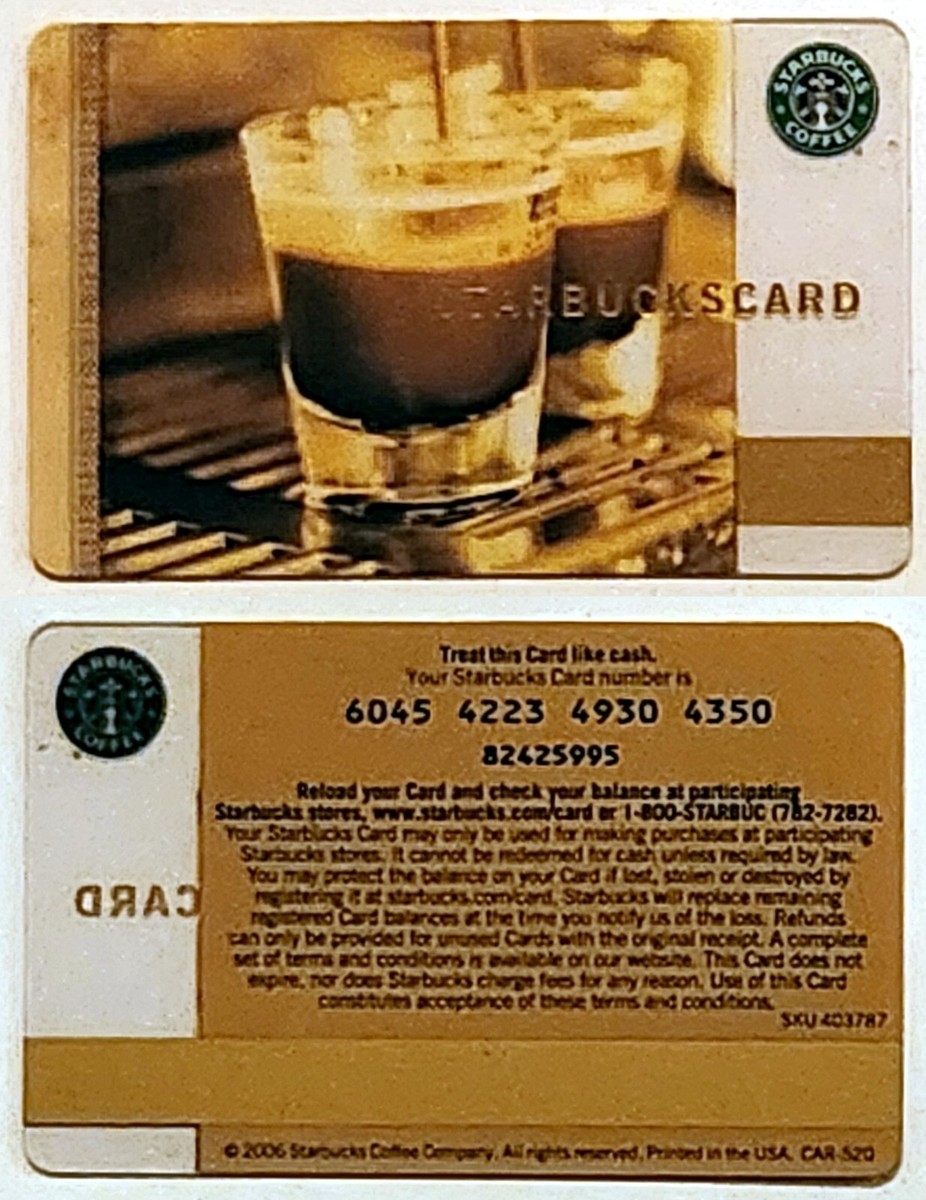 STARBUCKS
COFFEE
STARBUCKSCARD
STARBUCKS
COFFEE
Treat this Card like cash.
Your Starbucks Card number is
6045 4223 4930 4350
82425995
Reload your Card and check your balance at participating
Starbucks stores, www.starbucks.com/card or 1-800-STARBUC (782-7282).
Your Starbucks Card may only be used for making purchases at participating
Starbucks stores. It cannot be redeemed for cash unless required by law.
You may protect the balance on your Card if lost, stolen or destroyed by
registering it at starbucks.com/card. Starbucks will replace remaining
registered Card balances at the time you notify us of the loss. Refunds
can only be provided for unused Cards with the original receipt. A complete
set of terms and conditions is available on our website. This Card does not
expire, nor does Starbucks charge fees for any reason. Use of this Card
constitutes acceptance of these terms and conditions.
SKU 403787
CARD
© 2006 Starbucks Coffee Company. All rights reserved. Printed in the USA. CAR-520